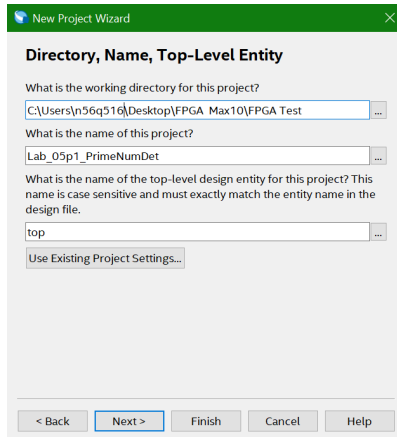 New Project Wizard
Directory, Name, Top-Level Entity
What is the working directory for this project?
C:\Users\n56q516\Desktop\FPGA Max10\FPGA Test
...
What is the name of this project?
Lab_05p1_PrimeNumDet
...
What is the name of the top-level design entity for this project? This
name is case sensitive and must exactly match the entity name in the
design file.
top
...
Use Existing Project Settings...
< Back
Next >
Finish
Cancel
Help